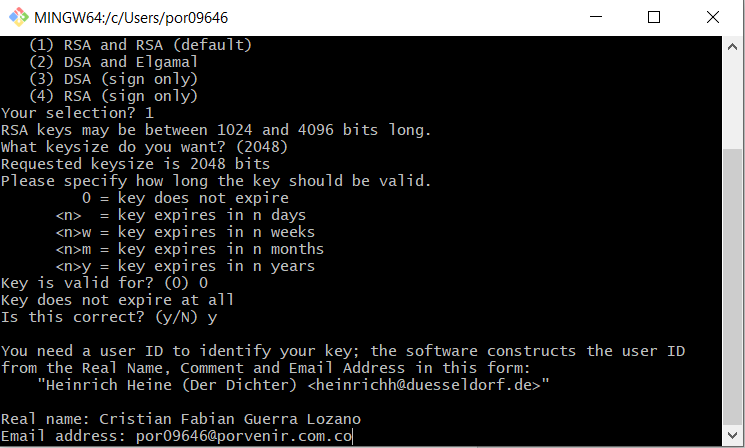 MINGW64:/c/Users/por09646
(1) RSA and RSA (default)
(2) DSA and Elgamal
(3) DSA (sign only)
(4) RSA (sign only)
Your selection? 1
RSA keys may be between 1024 and 4096 bits long.
What keysize do you want? (2048)
Requested keysize is 2048 bits
Please specify how long the key should be valid.
0 = key does not expire
<n>  = key expires in n days
<n>w = key expires in n weeks
<n>m = key expires in n months
<n>y = key expires in n years
Key is valid for? (0) 0
Key does not expire at all
Is this correct? (y/N) y
You need a user ID to identify your key; the software constructs the user ID
from the Real Name, Comment and Email Address in this form:
"Heinrich Heine (Der Dichter) <heinrichh@duesseldorf.de>"
Real name: Cristian Fabian Guerra Lozano
Email address: por09646@porvenir.com.co